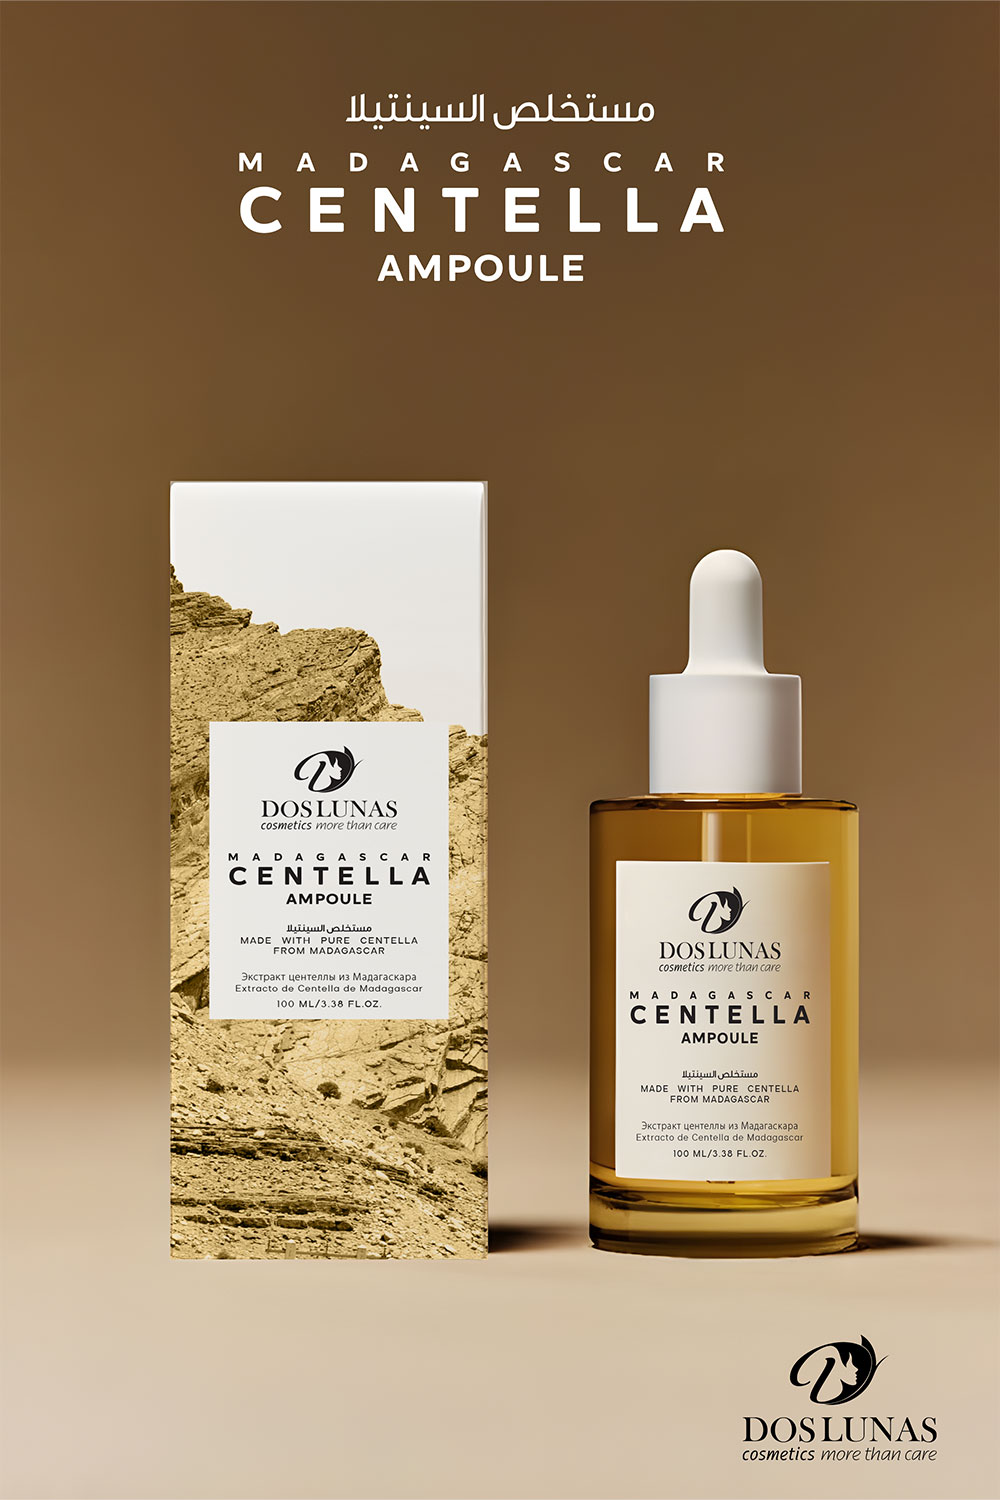 مستخلص السينتيلا
MADAGASCAR
CENTELLA
AMPOULE
DOS LUNAS
cosmetics more than care
MADAGASCAR
CENTELLA
AMPOULE
مستخلص السينتيلا
MADE WITH PURE CENTELLA
FROM MADAGASCAR
Экстракт центеллы из Мадагаскара
Extracto de Centella de Madagascar
100 ML/3.38 FL.OZ.
DOS LUNAS
cosmetics more than care
MADAGASCAR
CENTELLA
AMPOULE
مستخلص السينتيلا
MADE WITH PURE CENTELLA
FROM MADAGASCAR
Экстракт центеллы из Мадагаскара
Extracto de Centella de Madagascar
100 ML/3.38 FL.OZ.
DOS LUNAS
cosmetics more than care